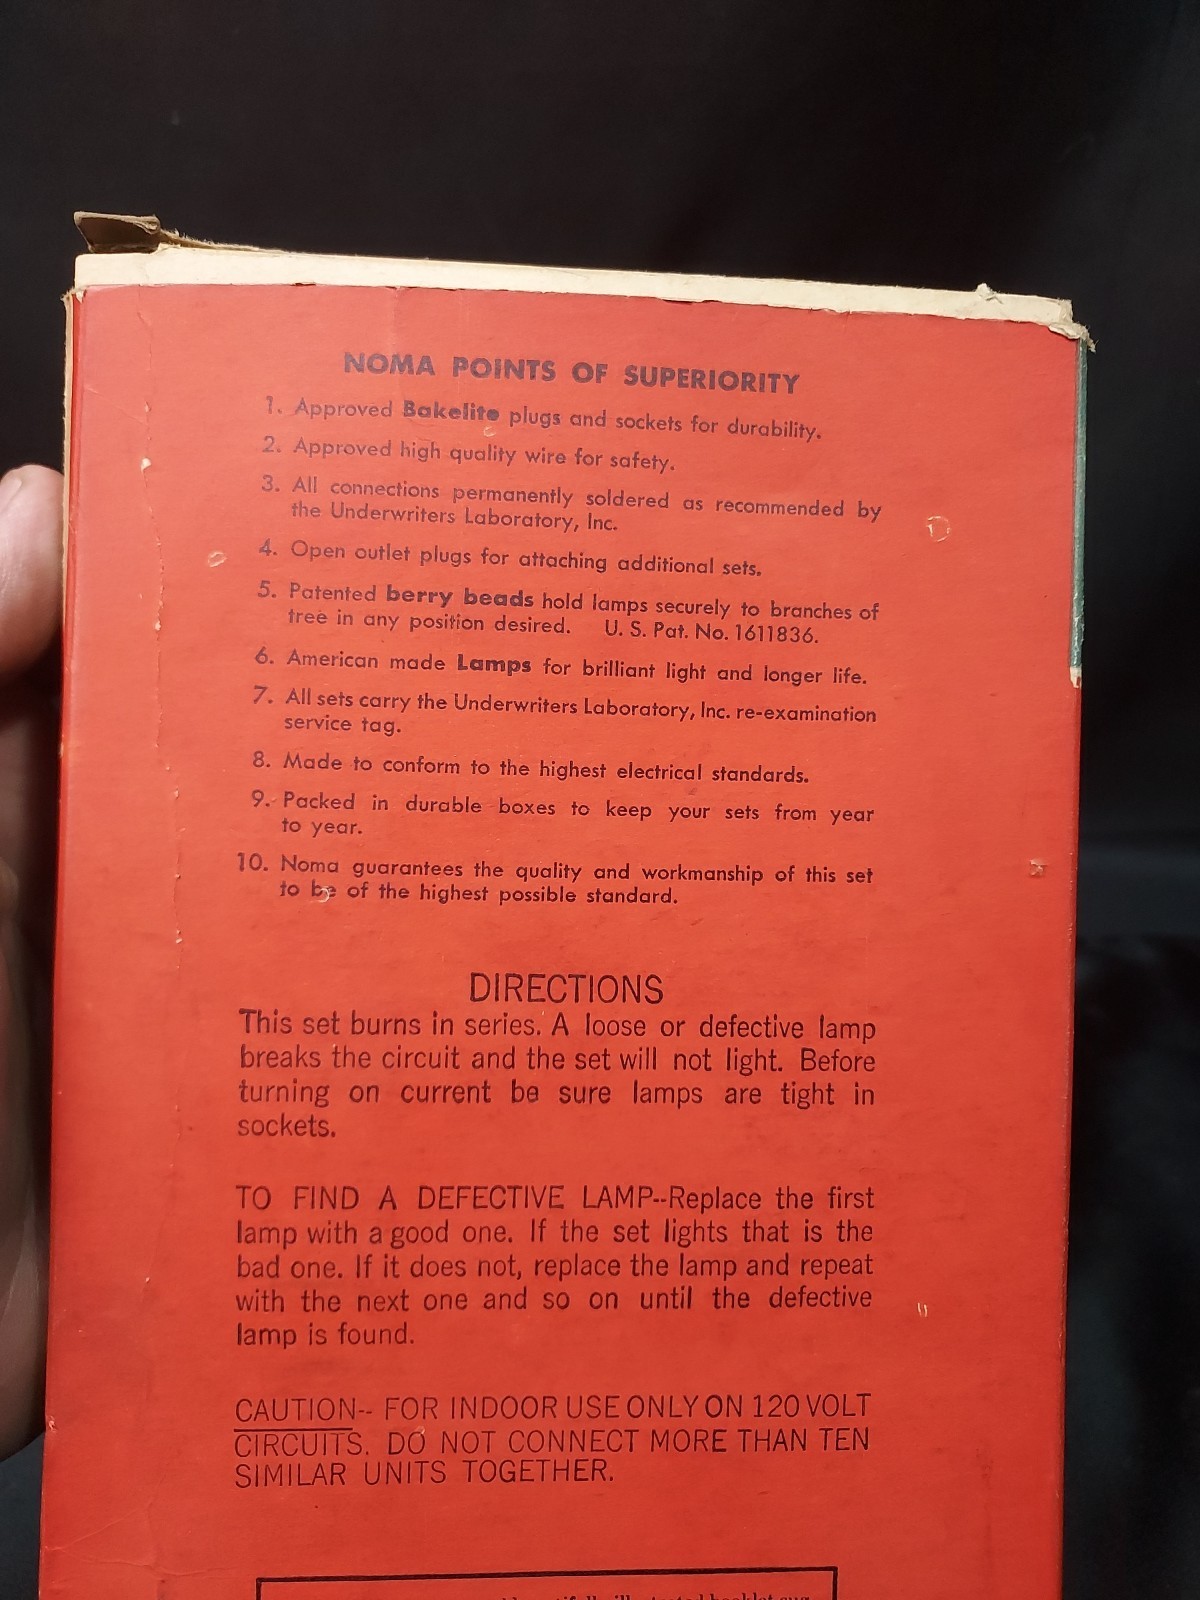 NOMA POINTS OF SUPERIORITY
1. Approved Bakelite plugs and sockets for durability.
2. Approved high quality wire for safety.
3. All connections permanently soldered as recommended by
the Underwriters Laboratory, Inc.
4. Open outlet plugs for attaching additional sets.
5. Patented berry beads hold lamps securely to branches of
tree in any position desired. U. S. Pat. No. 1611836.
6. American made Lamps for brilliant light and longer life.
7. All sets carry the Underwriters Laboratory, Inc. re-examination
service tag.
8. Made to conform to the highest electrical standards.
9. Packed in durable boxes to keep your sets from year
to year.
10. Noma guarantees the quality and workmanship of this set
to be of the highest possible standard.
DIRECTIONS
This set burns in series. A loose or defective lamp
breaks the circuit and the set will not light. Before
turning on current be sure lamps are tight in
sockets.
TO FIND A DEFECTIVE LAMP--Replace the first
lamp with a good one. If the set lights that is the
bad one. If it does not, replace the lamp and repeat
with the next one and so on until the defective
lamp is found.
CAUTION-- FOR INDOOR USE ONLY ON 120 VOLT
CIRCUITS. DO NOT CONNECT MORE THAN TEN
SIMILAR UNITS TOGETHER.
illustrated booklet